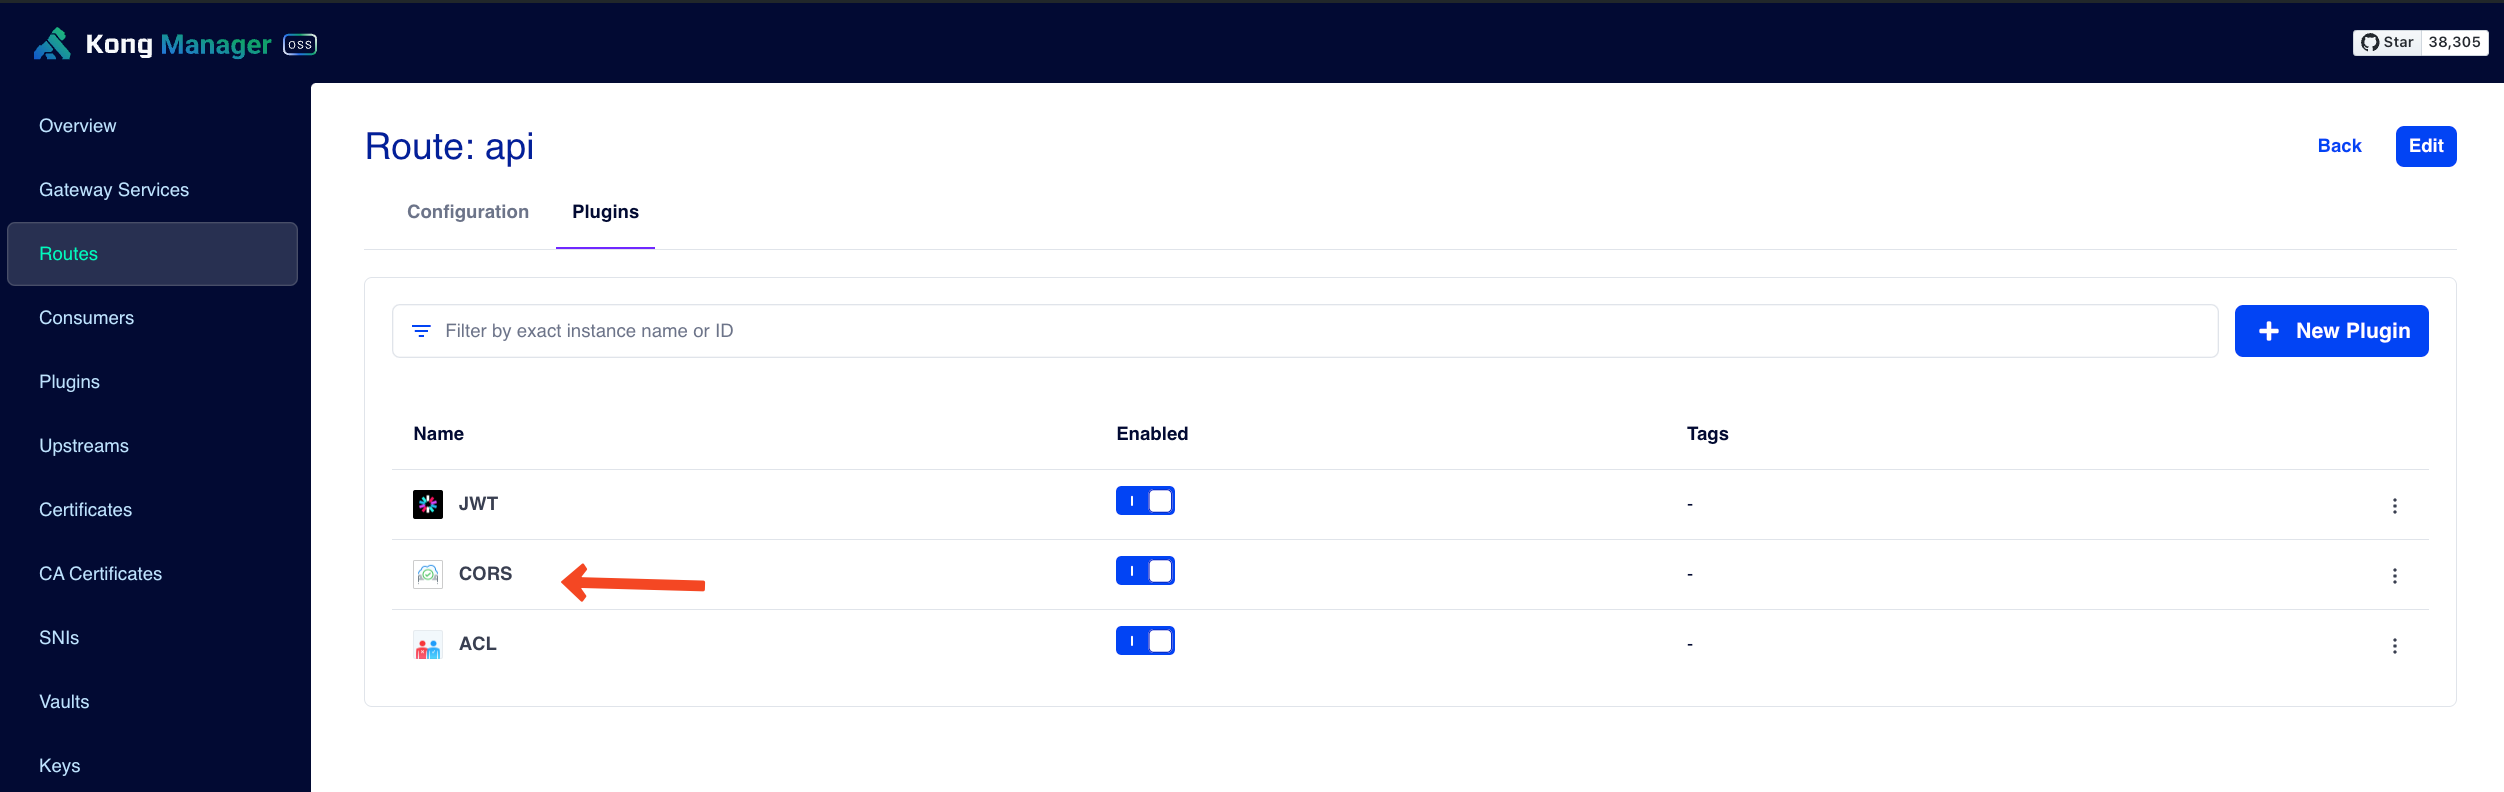 Kong Manager OSS
Star 38,305
Overview
Gateway Services
Routes
Consumers
Plugins
Upstreams
Certificates
CA Certificates
SNIs
Vaults
Keys
Route: api
Back Edit
Configuration Plugins
Filter by exact instance name or ID
New Plugin
Name Enabled Tags
JWT -
CORS -
ACL -